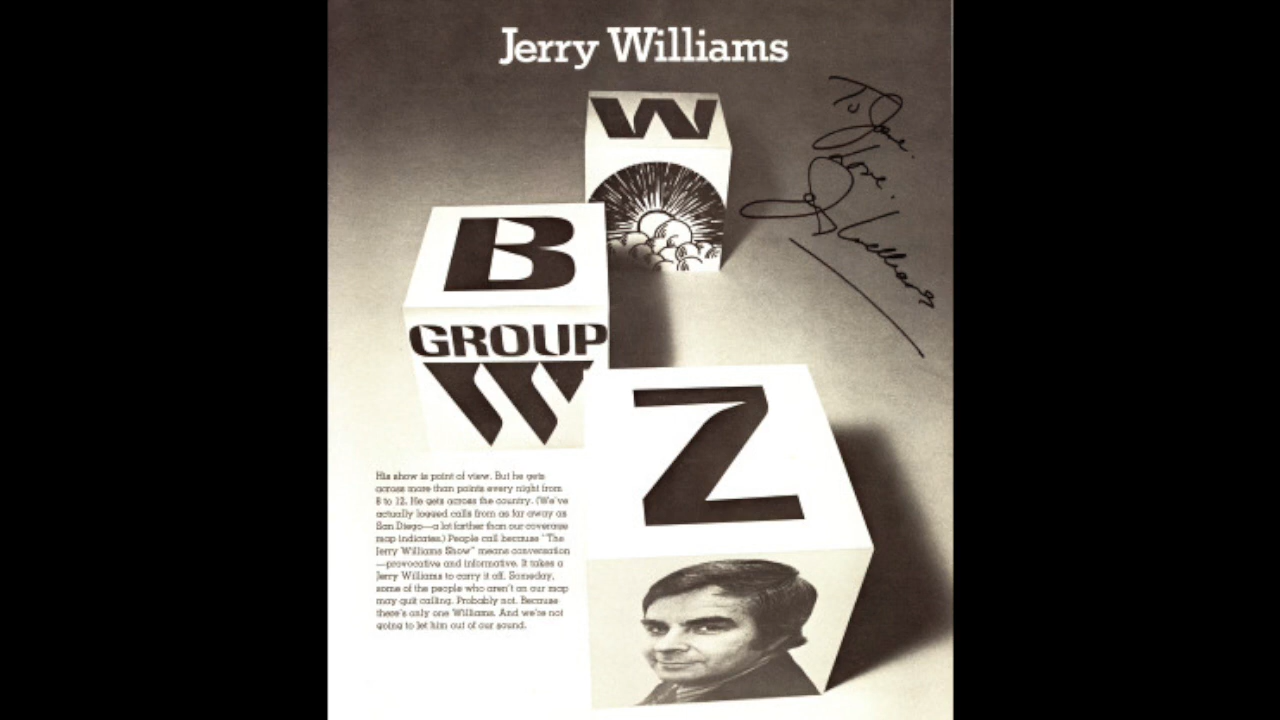 Jerry Williams
W
To Jane.
Love.
Jerry Williams
B
GROUP
W
Z
His show is point of view. But he gets
across more than points every night from
8 to 12. He gets across the country. (We've
actually logged calls from as far away as
San Diego—a lot farther than our coverage
map indicates.) People call because "The
Jerry Williams Show" means conversation
—provocative and informative. It takes a
Jerry Williams to carry it off. Someday,
some of the people who aren't on our map
may quit calling. Probably not. Because
there's only one Williams. And we're not
going to let him out of our sound.